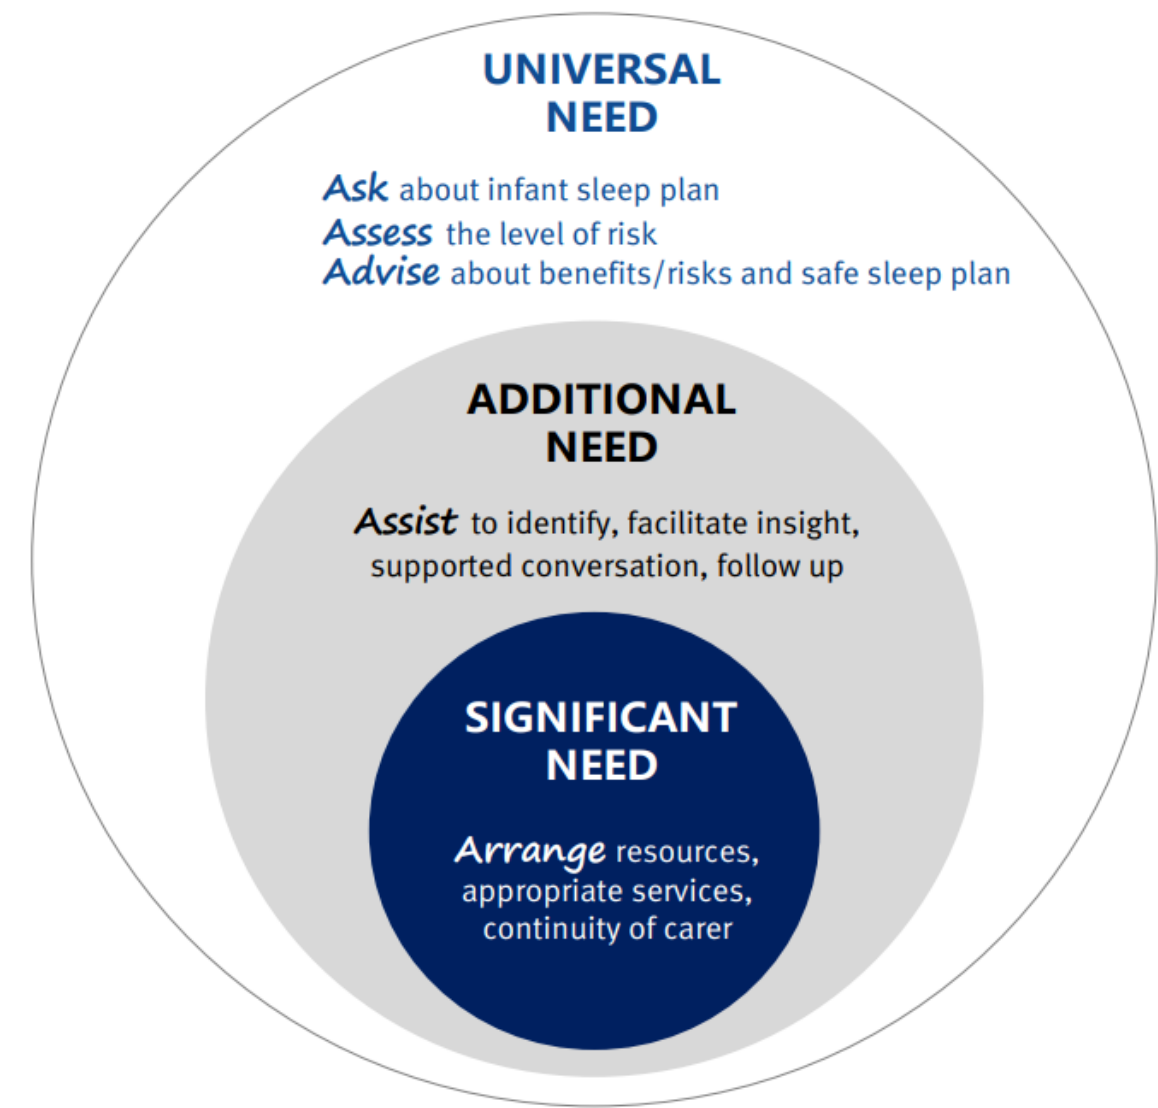 UNIVERSAL
NEED
Ask about infant sleep plan
Assess the level of risk
Advise about benefits/risks and safe sleep plan
ADDITIONAL
NEED
Assist to identify, facilitate insight,
supported conversation, follow up
SIGNIFICANT
NEED
Arrange resources,
appropriate services,
continuity of carer